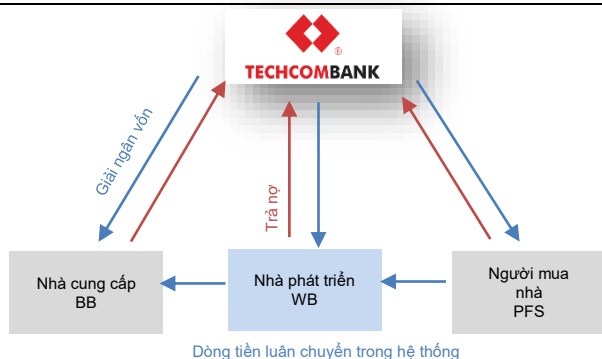 ®
TECHCOMBANK
Giải ngân vốn
Trả nợ
Nhà cung cấp
BB
Nhà phát triển
WB
Người mua
nhà
PFS
Dòng tiền luân chuyển trong hệ thống